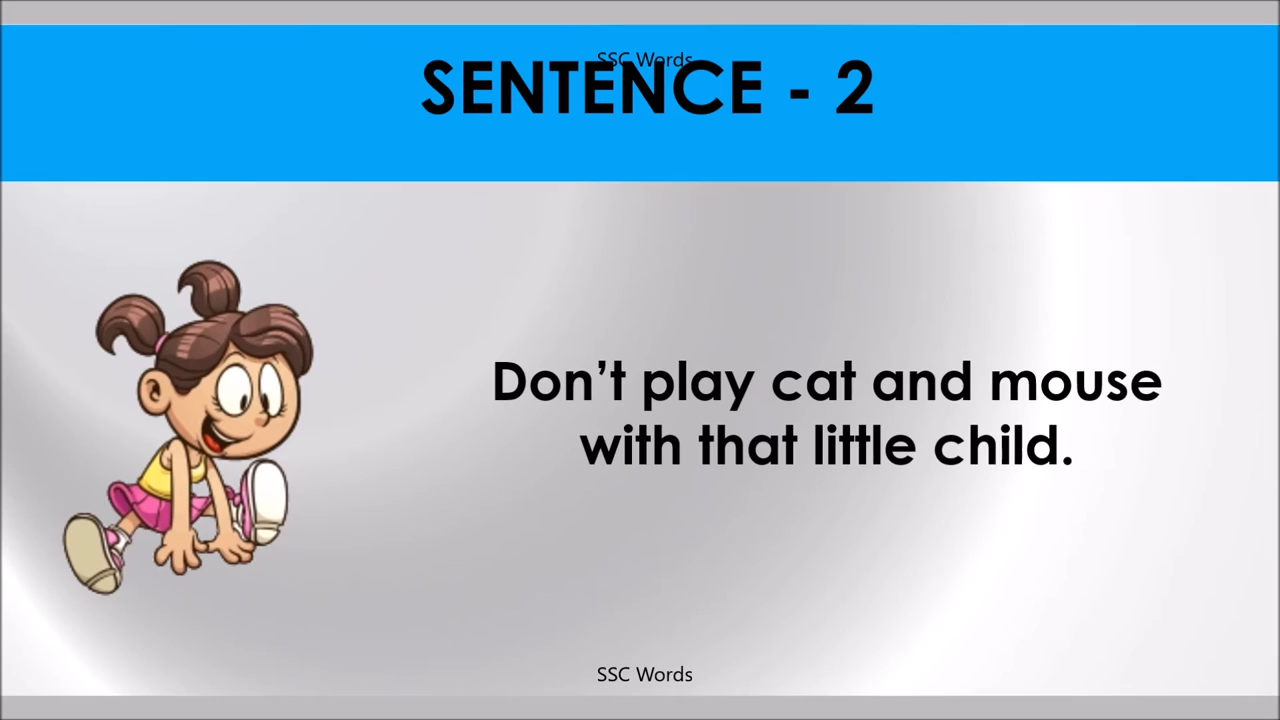 SSC Words
SENTENCE - 2
Don't play cat and mouse
with that little child.
SSC Words